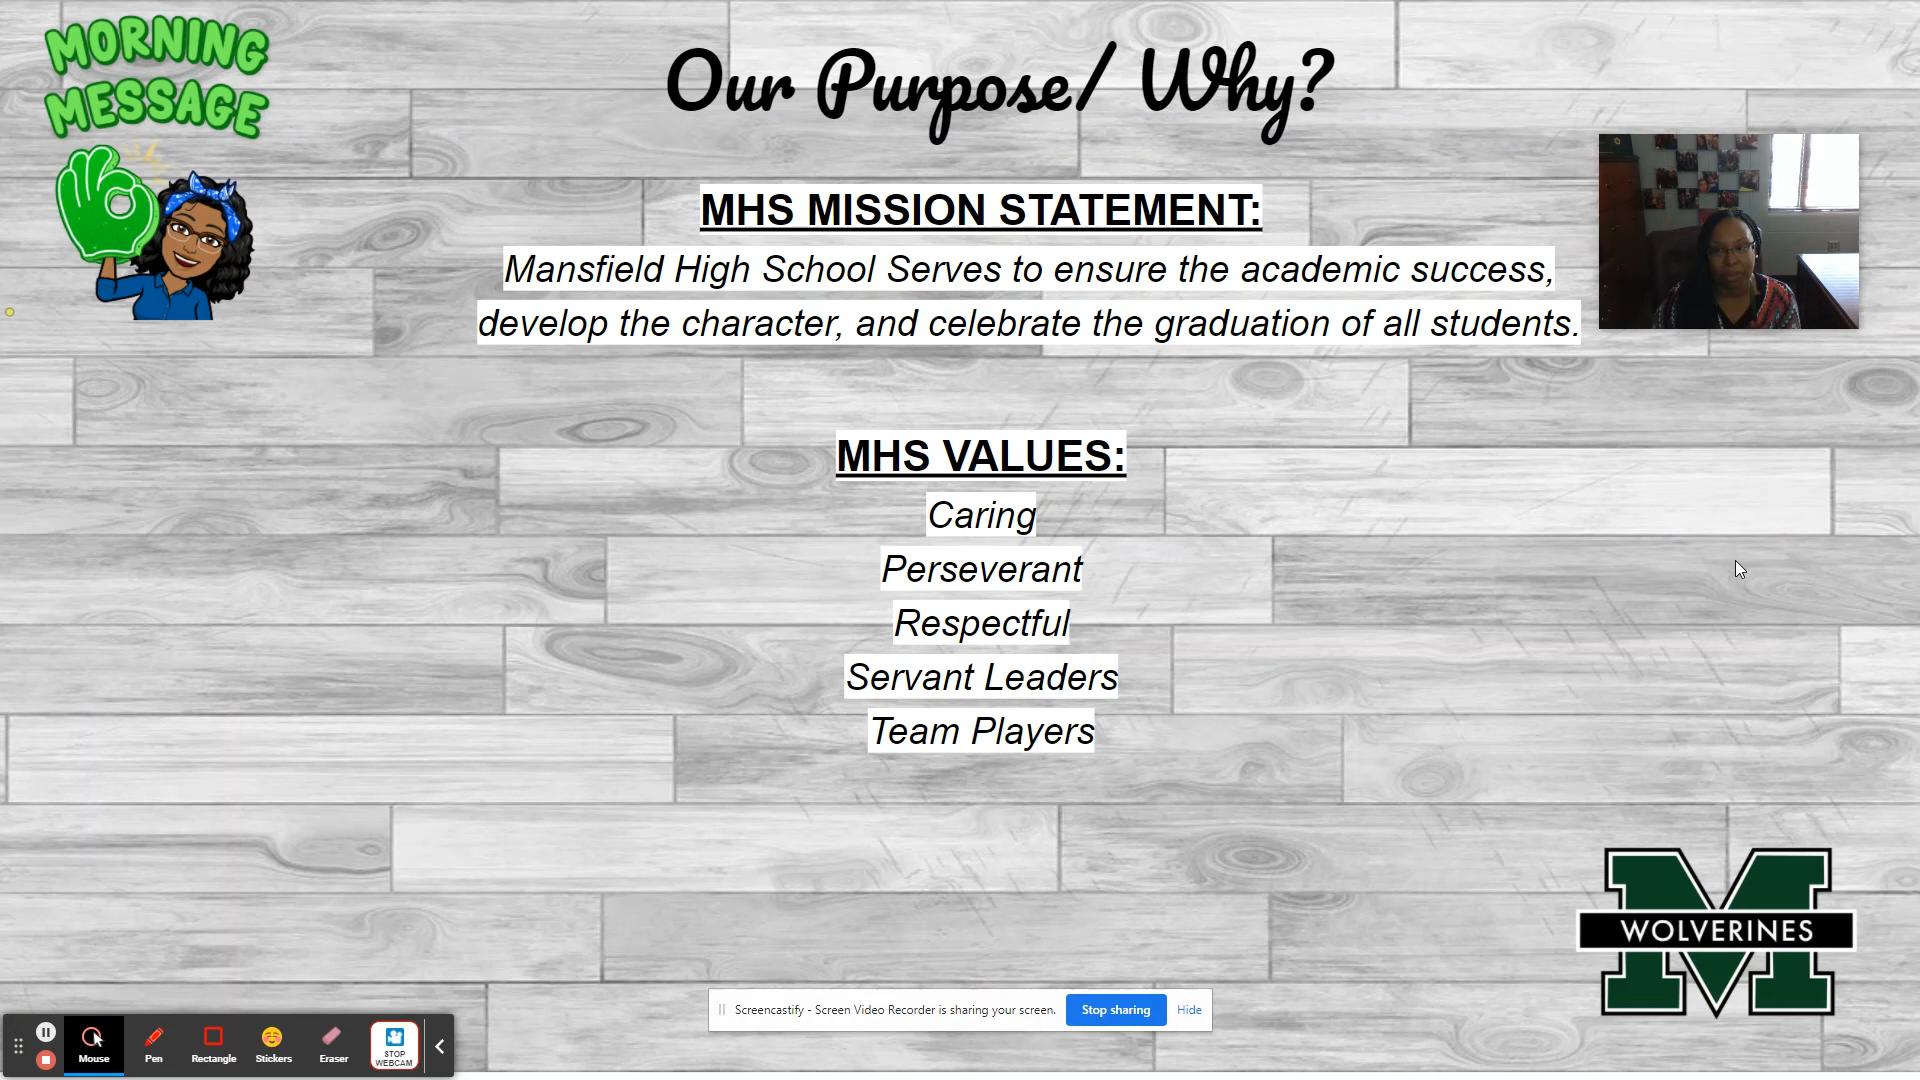 MORNING
MESSAGE
Our Purpose/ Why?
MHS MISSION STATEMENT:
Mansfield High School Serves to ensure the academic success,
develop the character, and celebrate the graduation of all students.
MHS VALUES:
Caring
Perseverant
Respectful
Servant Leaders
Team Players
WOLVERINES
Screencastify - Screen Video Recorder is sharing your screen.
Stop sharing
Hide
Mouse
Pen
Rectangle
Stickers
Eraser
STOP
WEBCAM